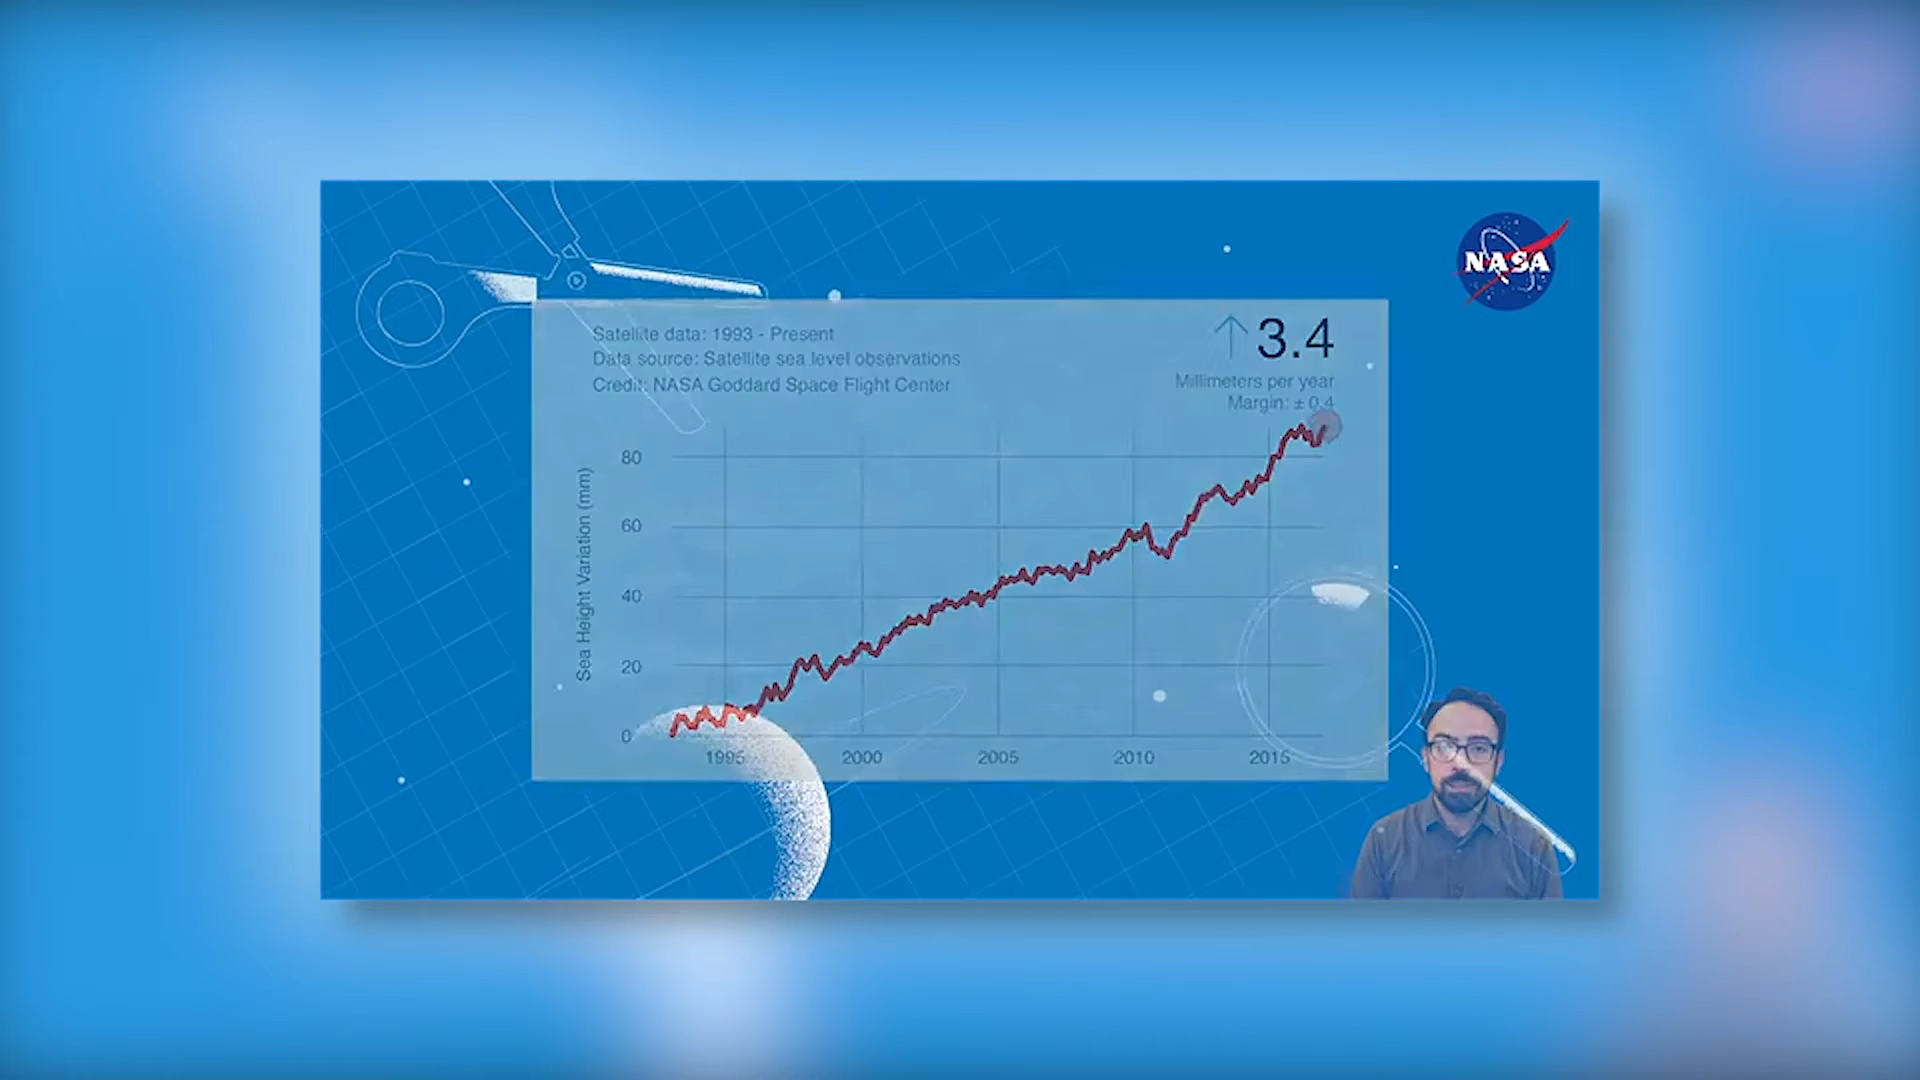 NASA
Satellite data: 1993 - Present
Data source: Satellite sea level observations
Credit: NASA Goddard Space Flight Center
3.4
Millimeters per year
Margin: ± 0.4
Sea Height Variation (mm)
80
60
40
20
0
1995
2000
2005
2010
2015